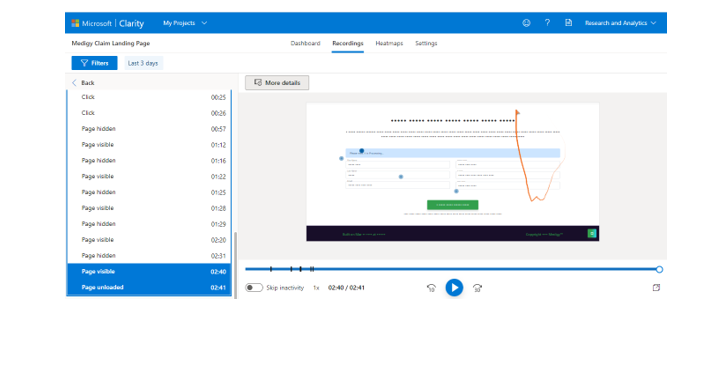 Microsoft | Clarity My Projects ? Research and Analytics
Medigy Claim Landing Page Dashboard Recordings Heatmaps Settings
Filters Last 3 days
Back More details
Click 00:25
Click 00:26
Page hidden 00:57
Page visible 01:12
Page hidden 01:16
Page visible 01:22
Page hidden 01:25
Page visible 01:28
Page hidden 01:29
Page visible 02:20
Page hidden 02:31
Page visible 02:40
Page unloaded 02:41
Skip inactivity 1x 02:40 / 02:41